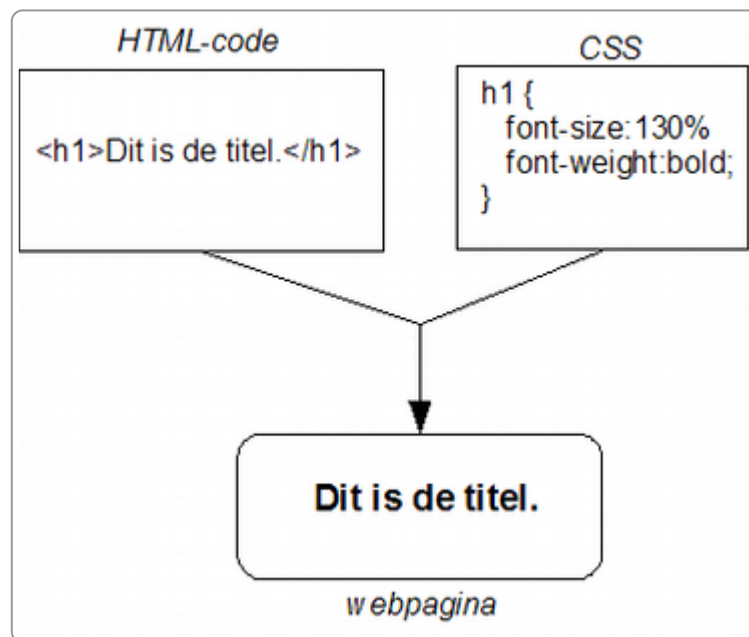 HTML-code
<h1>Dit is de titel.</h1>
CSS
h1 {
font-size:130%
font-weight:bold;
}
Dit is de titel.
webpagina